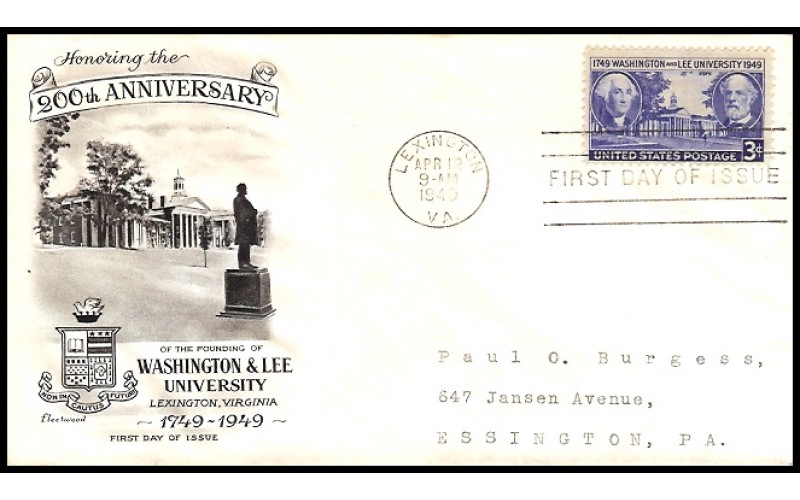 Honoring the
200th ANNIVERSARY
OF THE FOUNDING OF
WASHINGTON & LEE
UNIVERSITY
LEXINGTON, VIRGINIA
~ 1749-1949 ~
FIRST DAY OF ISSUE
NON IN CAUTUS FUTURI
fleetwood
LEXINGTON
APR 12
9-AM
1949
VA.
1749 WASHINGTON AND LEE UNIVERSITY 1949
UNITED STATES POSTAGE 3¢
FIRST DAY OF ISSUE
Paul O. Burgess,
647 Jansen Avenue,
ESSINGTON, PA.